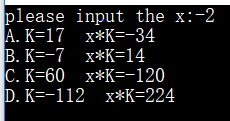 please input the x:-2
A.K=17  x*K=-34
B.K=-7  x*K=14
C.K=60  x*K=-120
D.K=-112  x*K=224